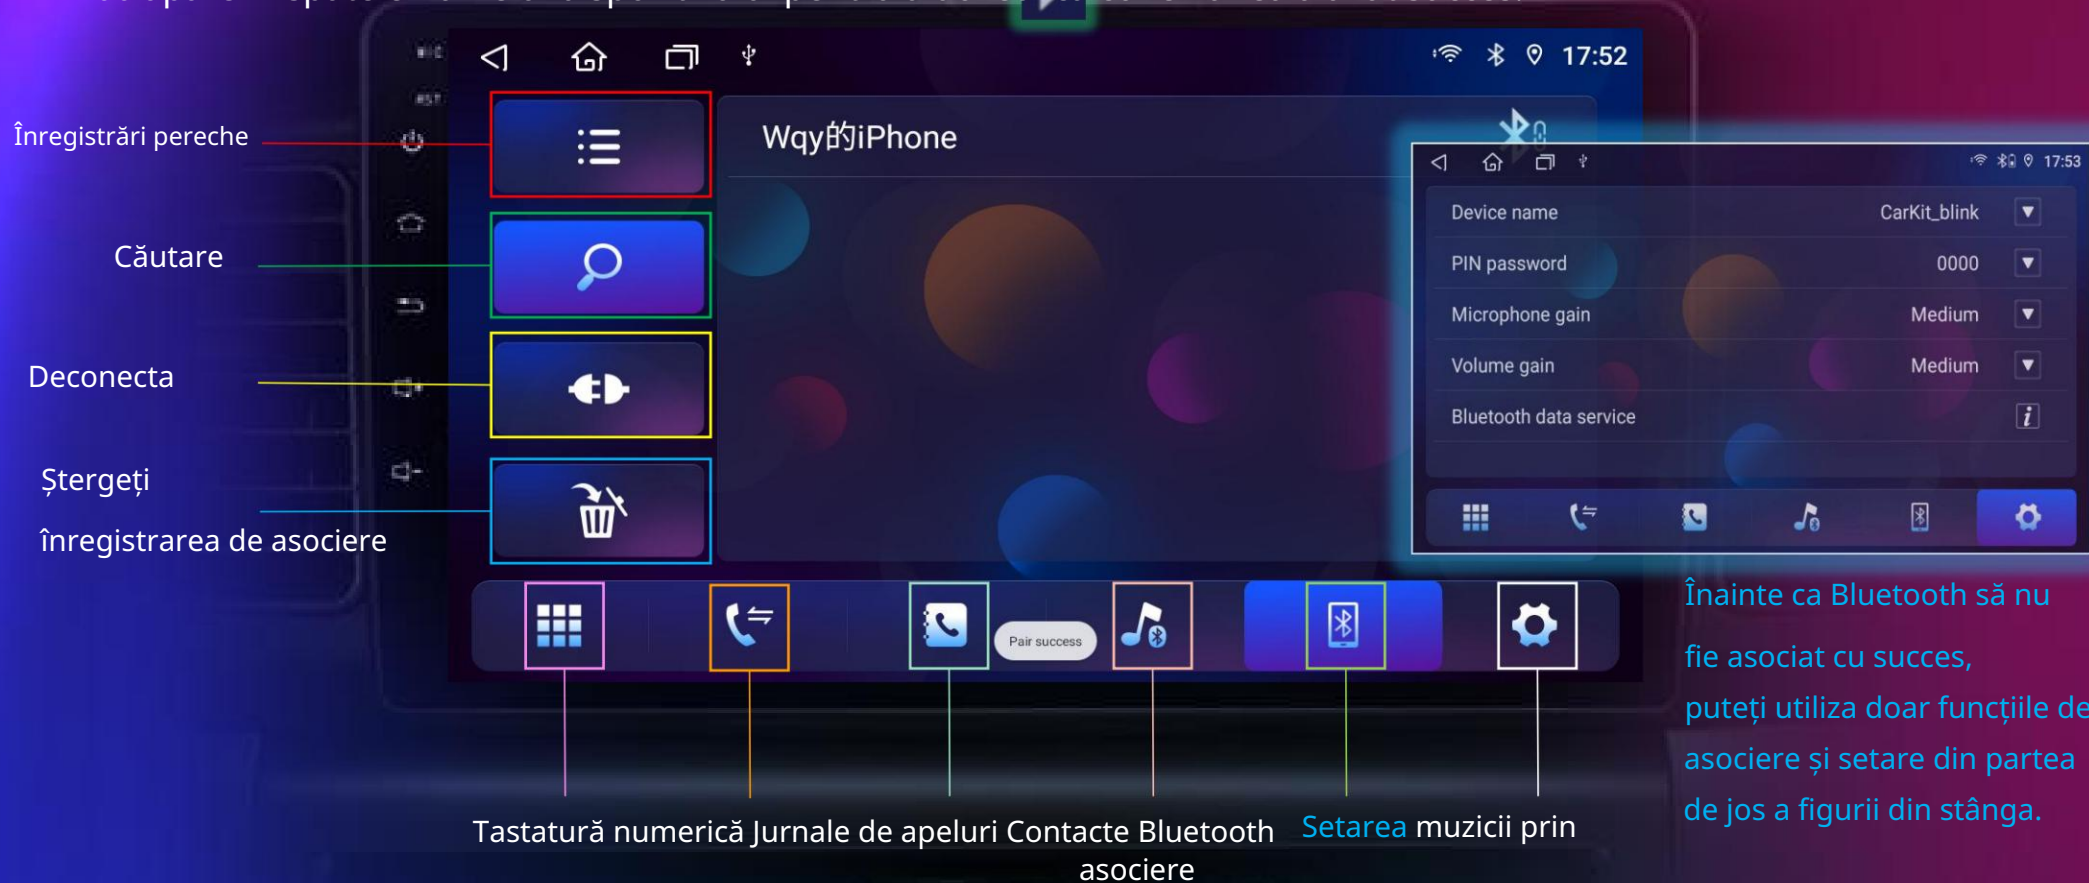 MIC
RST
17:52
Înregistrări pereche
Wqy的iPhone
17:53
Device name CarKit_blink
Căutare
PIN password 0000
Microphone gain Medium
Deconecta
Volume gain Medium
Bluetooth data service
Ștergeți
înregistrarea de asociere
Pair success
Înainte ca Bluetooth să nu
fie asociat cu succes,
puteți utiliza doar funcțiile de
asociere și setare din partea
de jos a figurii din stânga.
Tastatură numerică Jurnale de apeluri Contacte Bluetooth Setarea muzicii prin
asociere